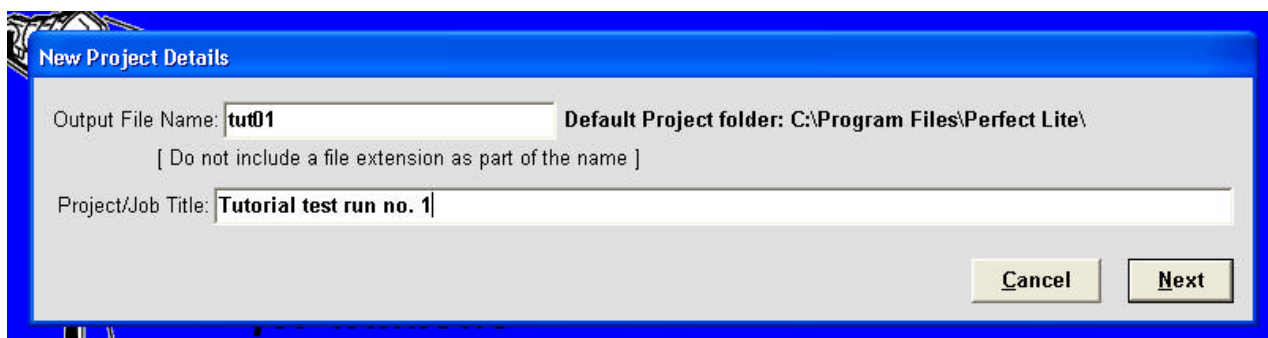 New Project Details
Output File Name: tut01 Default Project folder: C:\Program Files\Perfect Lite\
[ Do not include a file extension as part of the name ]
Project/Job Title: Tutorial test run no. 1
Cancel Next